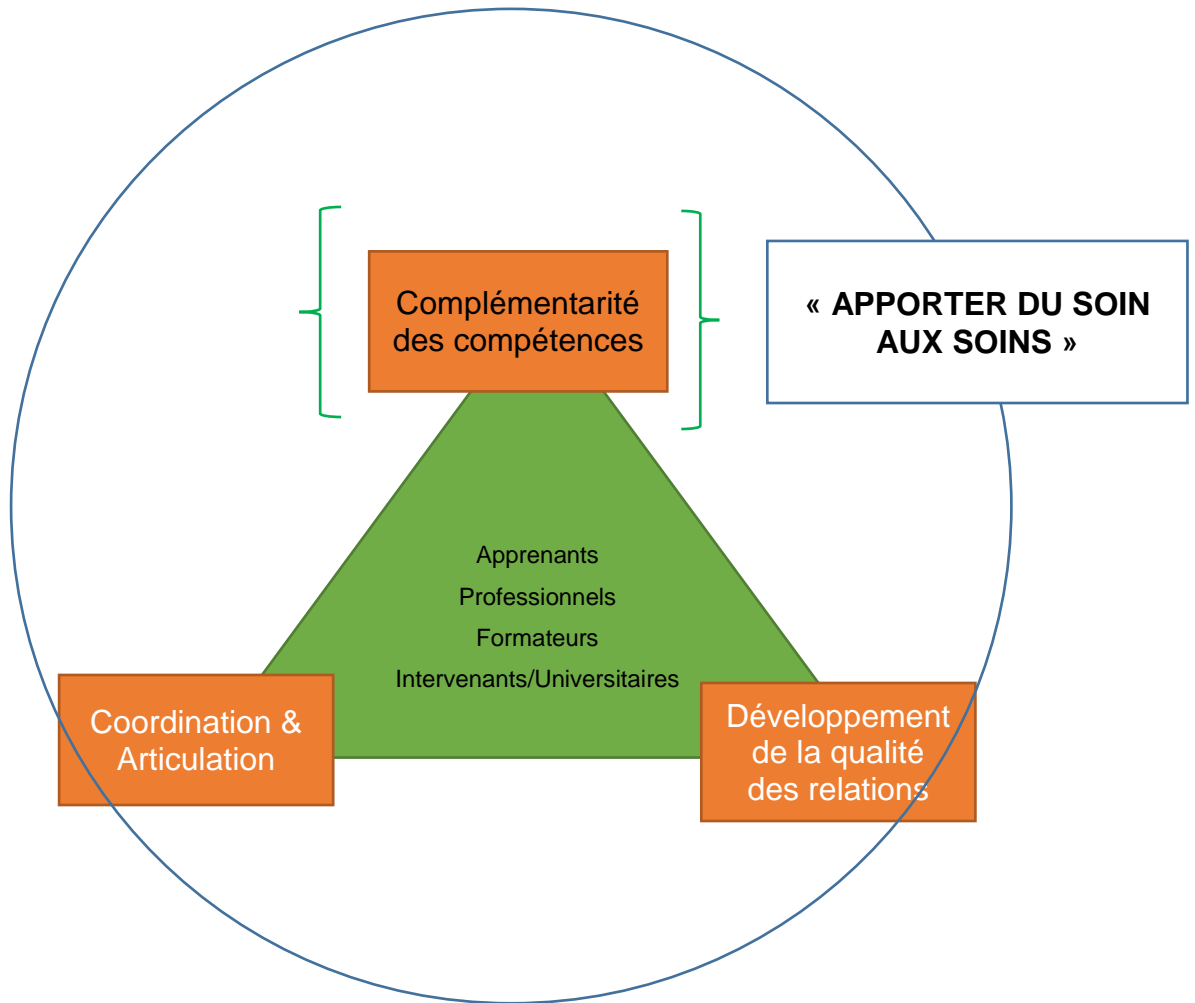 Complémentarité
des compétences
« APPORTER DU SOIN
AUX SOINS »
Apprenants
Professionnels
Formateurs
Intervenants/Universitaires
Coordination &
Articulation
Développement
de la qualité
des relations